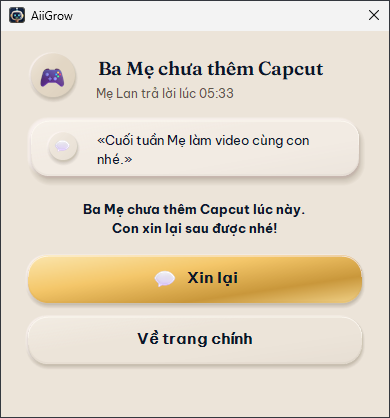 AiiGrow
Ba Mẹ chưa thêm Capcut
Mẹ Lan trả lời lúc 05:33
«Cuối tuần Mẹ làm video cùng con
nhé.»
Ba Mẹ chưa thêm Capcut lúc này.
Con xin lại sau được nhé!
Xin lại
Về trang chính